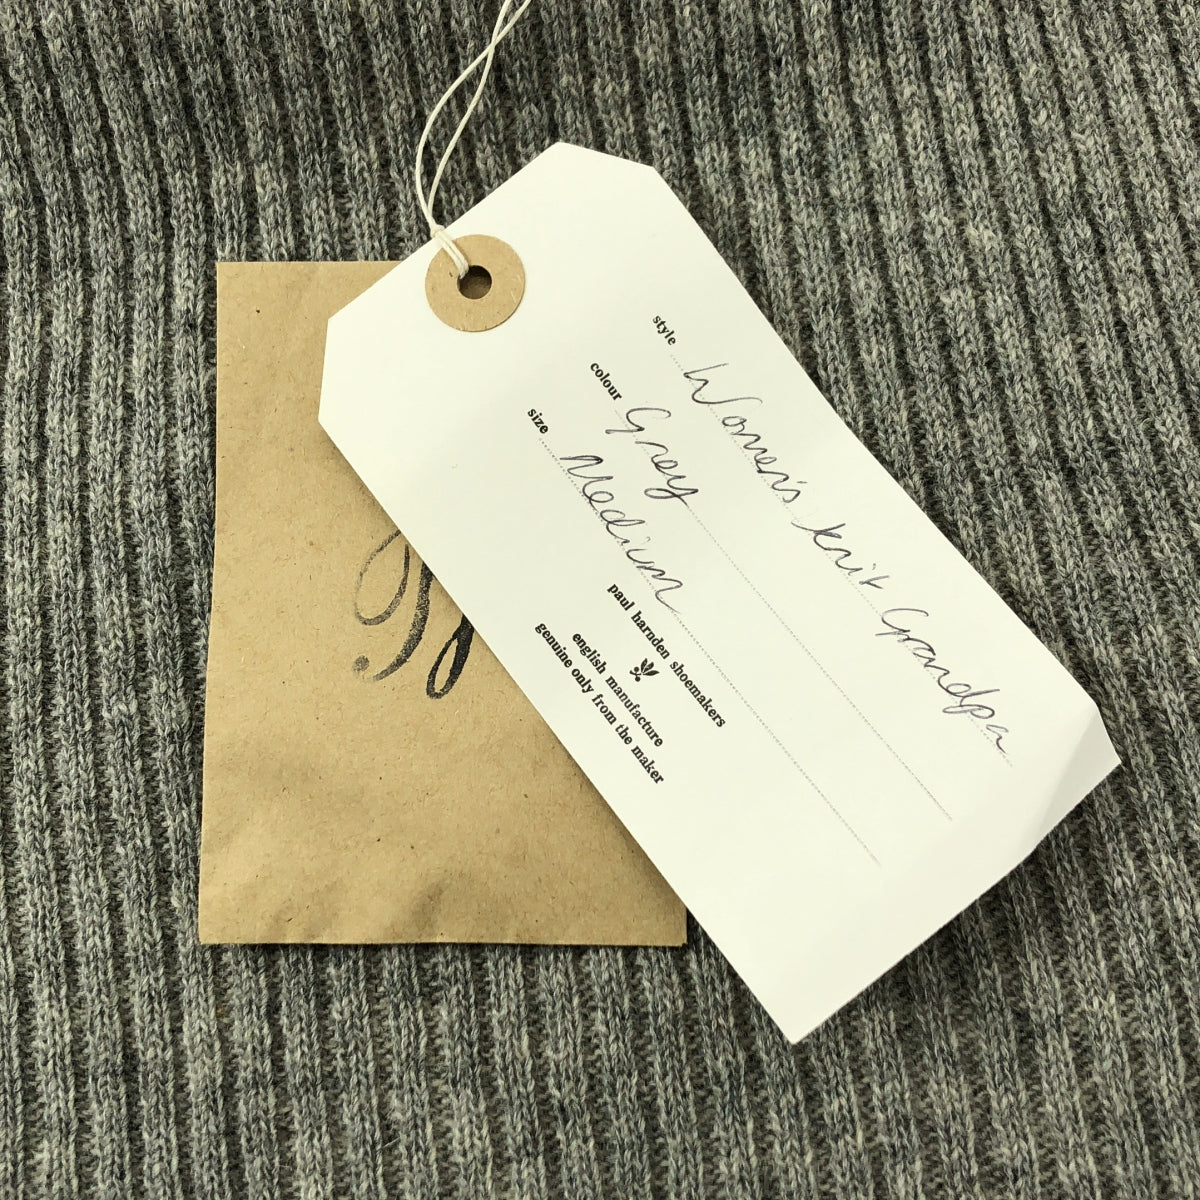 style Women's knit Grandpa
colour Grey
size Medium
paul harnden shoemakers
english manufacture
genuine only from the maker